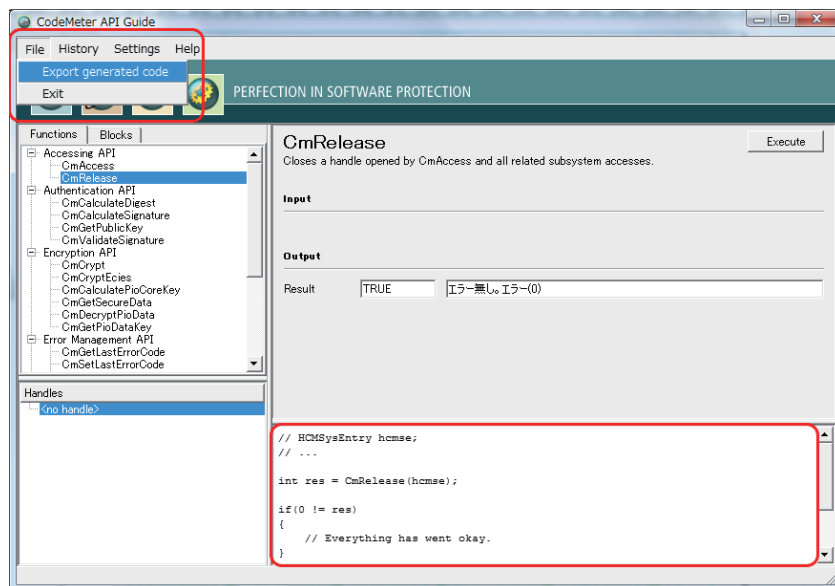 CodeMeter API Guide
File History Settings Help
Export generated code
Exit
PERFECTION IN SOFTWARE PROTECTION
Functions Blocks
Accessing API
CmAccess
CmRelease
Authentication API
CmCalculateDigest
CmCalculateSignature
CmGetPublicKey
CmValidateSignature
Encryption API
CmCrypt
CmCryptEcies
CmCalculatePioCoreKey
CmGetSecureData
CmDecryptPioData
CmGetPioDataKey
Error Management API
CmGetLastErrorCode
CmSetLastErrorCode
Handles
<no handle>
CmRelease
Execute
Closes a handle opened by CmAccess and all related subsystem accesses.
Input
Output
Result TRUE エラー無し。エラー(0)
// HCMSysEntry hcmse;
// ...
int res = CmRelease(hcmse);
if(0 != res)
{
// Everything has went okay.
}